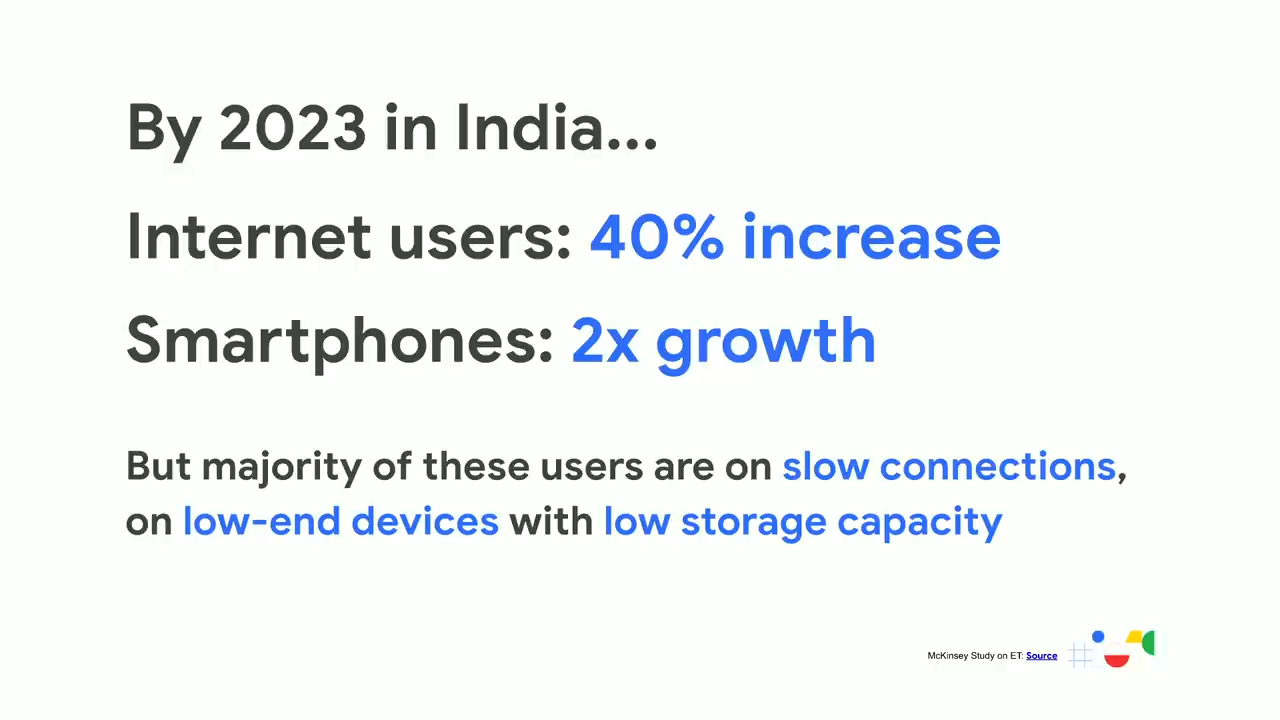 By 2023 in India...
Internet users: 40% increase
Smartphones: 2x growth
But majority of these users are on slow connections,
on low-end devices with low storage capacity
McKinsey Study on ET: Source